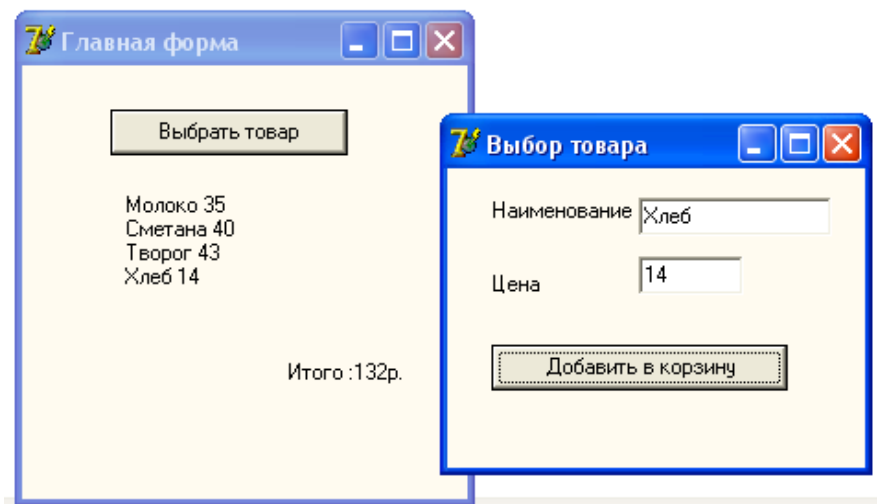 Главная форма
Выбрать товар
Молоко 35
Сметана 40
Творог 43
Хлеб 14
Итого :132р.
Выбор товара
Наименование Хлеб
Цена 14
Добавить в корзину